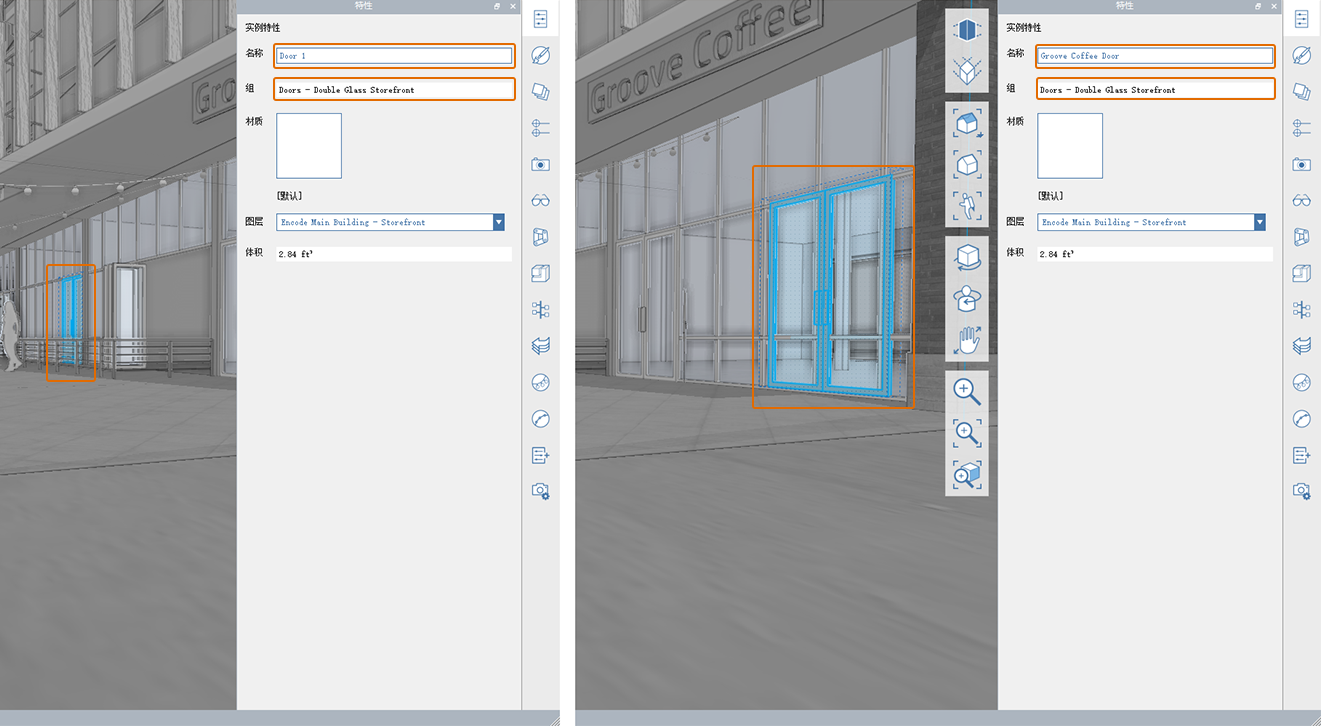 特性
实例特性
名称
Door 1
组
Doors - Double Glass Storefront
材质
[默认]
图层
Encode Main Building - Storefront
体积
2.84 ft³
Gro
Groove Coffee
特性
实例特性
名称
Groove Coffee Door
组
Doors - Double Glass Storefront
材质
[默认]
图层
Encode Main Building - Storefront
体积
2.84 ft³